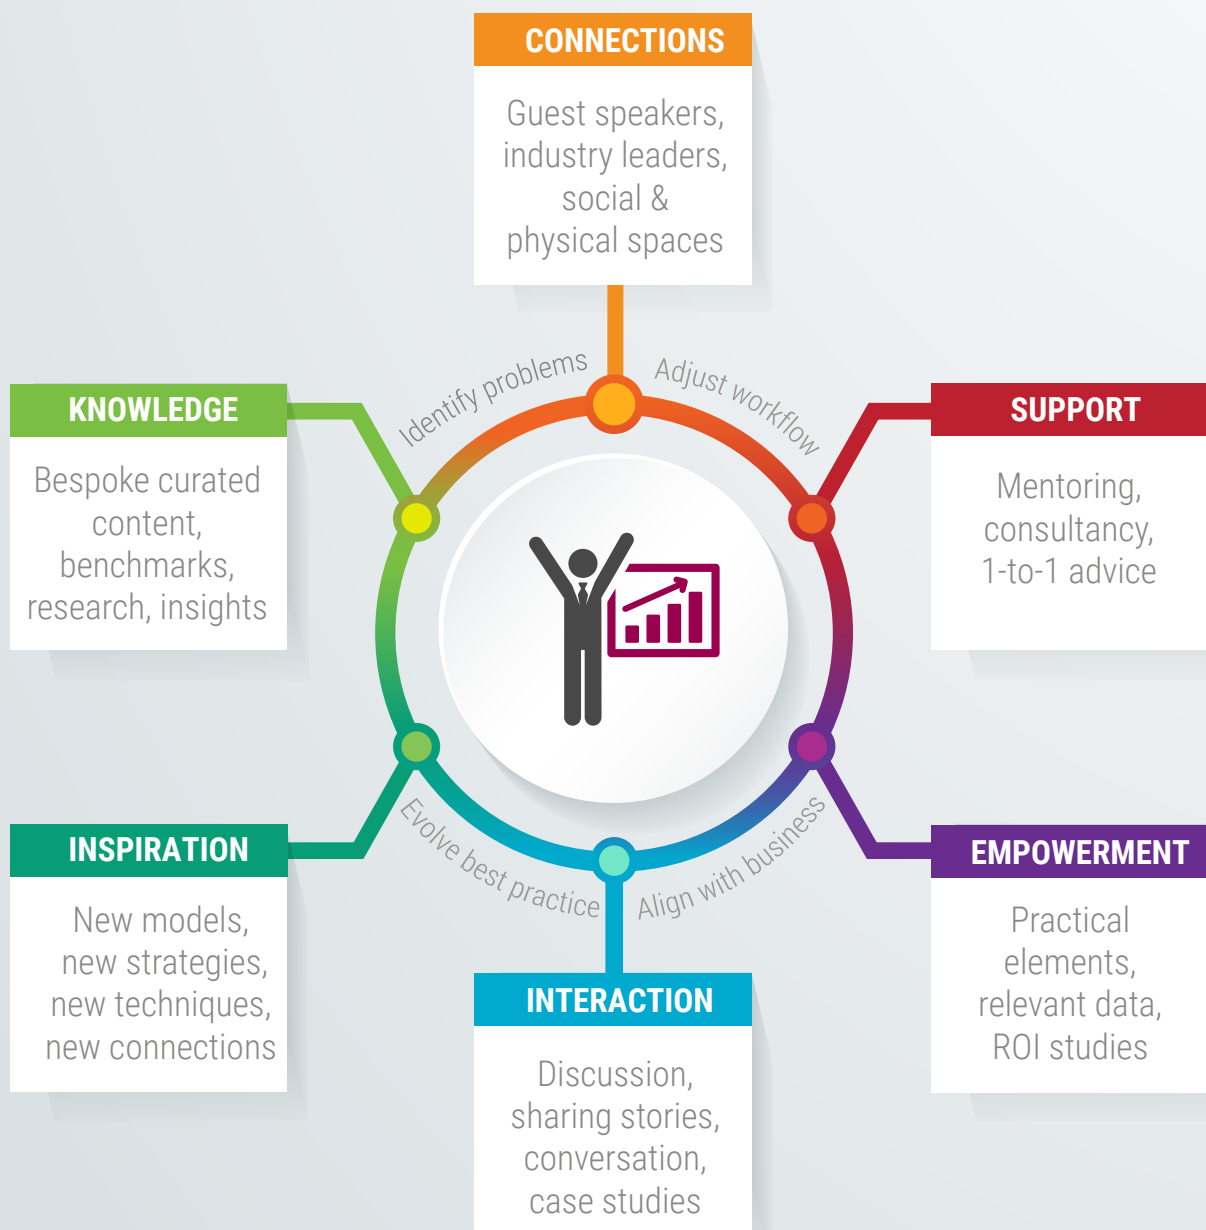 CONNECTIONS
Guest speakers,
industry leaders,
social &
physical spaces
Identify problems
Adjust workflow
KNOWLEDGE
Bespoke curated
content,
benchmarks,
research, insights
SUPPORT
Mentoring,
consultancy,
1-to-1 advice
INSPIRATION
New models,
new strategies,
new techniques,
new connections
Evolve best practice
Align with business
EMPOWERMENT
Practical
elements,
relevant data,
ROI studies
INTERACTION
Discussion,
sharing stories,
conversation,
case studies